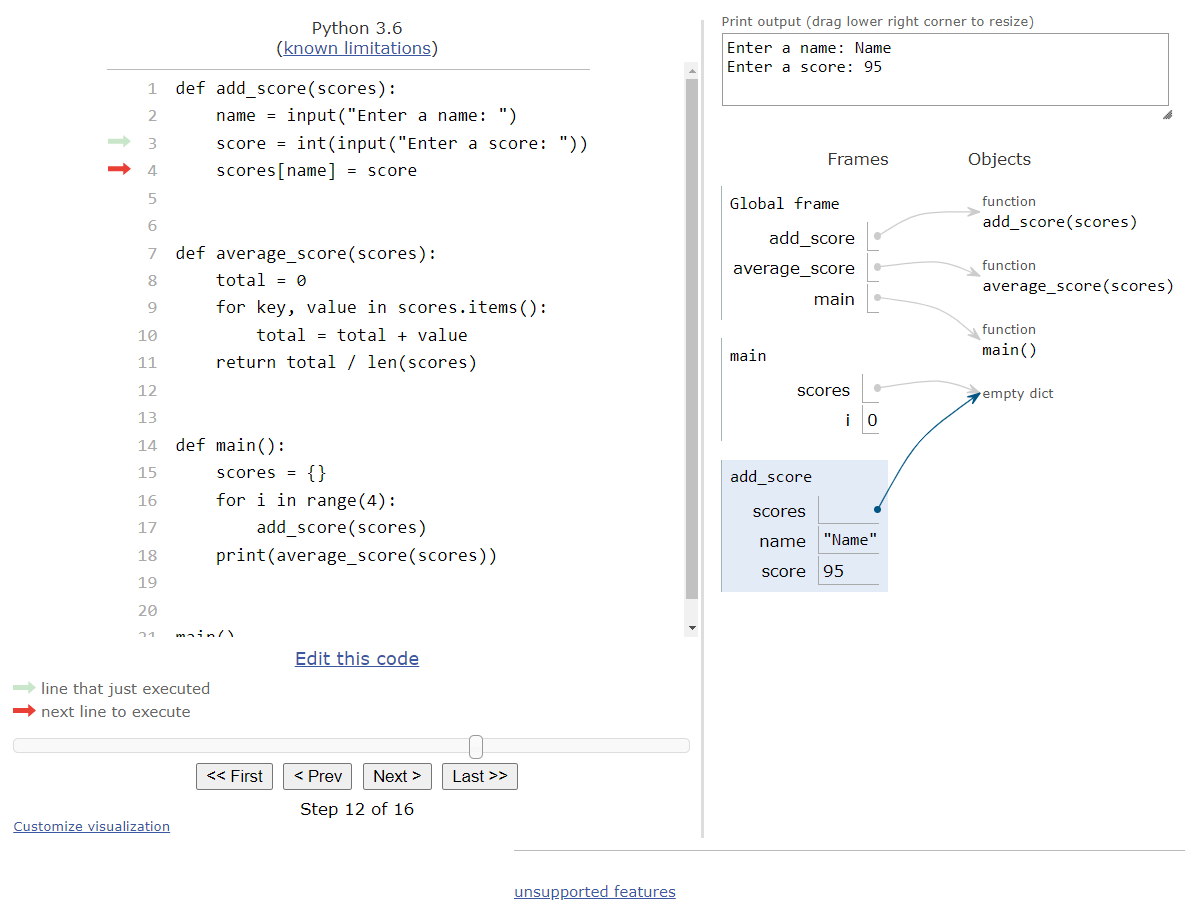 Python 3.6
(known limitations)
1 def add_score(scores):
2     name = input("Enter a name: ")
3     score = int(input("Enter a score: "))
4     scores[name] = score
5
6
7 def average_score(scores):
8     total = 0
9     for key, value in scores.items():
10         total = total + value
11     return total / len(scores)
12
13
14 def main():
15     scores = {}
16     for i in range(4):
17         add_score(scores)
18     print(average_score(scores))
19
20
21 main()
Edit this code
line that just executed
next line to execute
<< First < Prev Next > Last >>
Step 12 of 16
Customize visualization
Print output (drag lower right corner to resize)
Enter a name: Name
Enter a score: 95
Frames Objects
Global frame
add_score
average_score
main
function
add_score(scores)
function
average_score(scores)
function
main()
main
scores
i 0
empty dict
add_score
scores
name "Name"
score 95
unsupported features